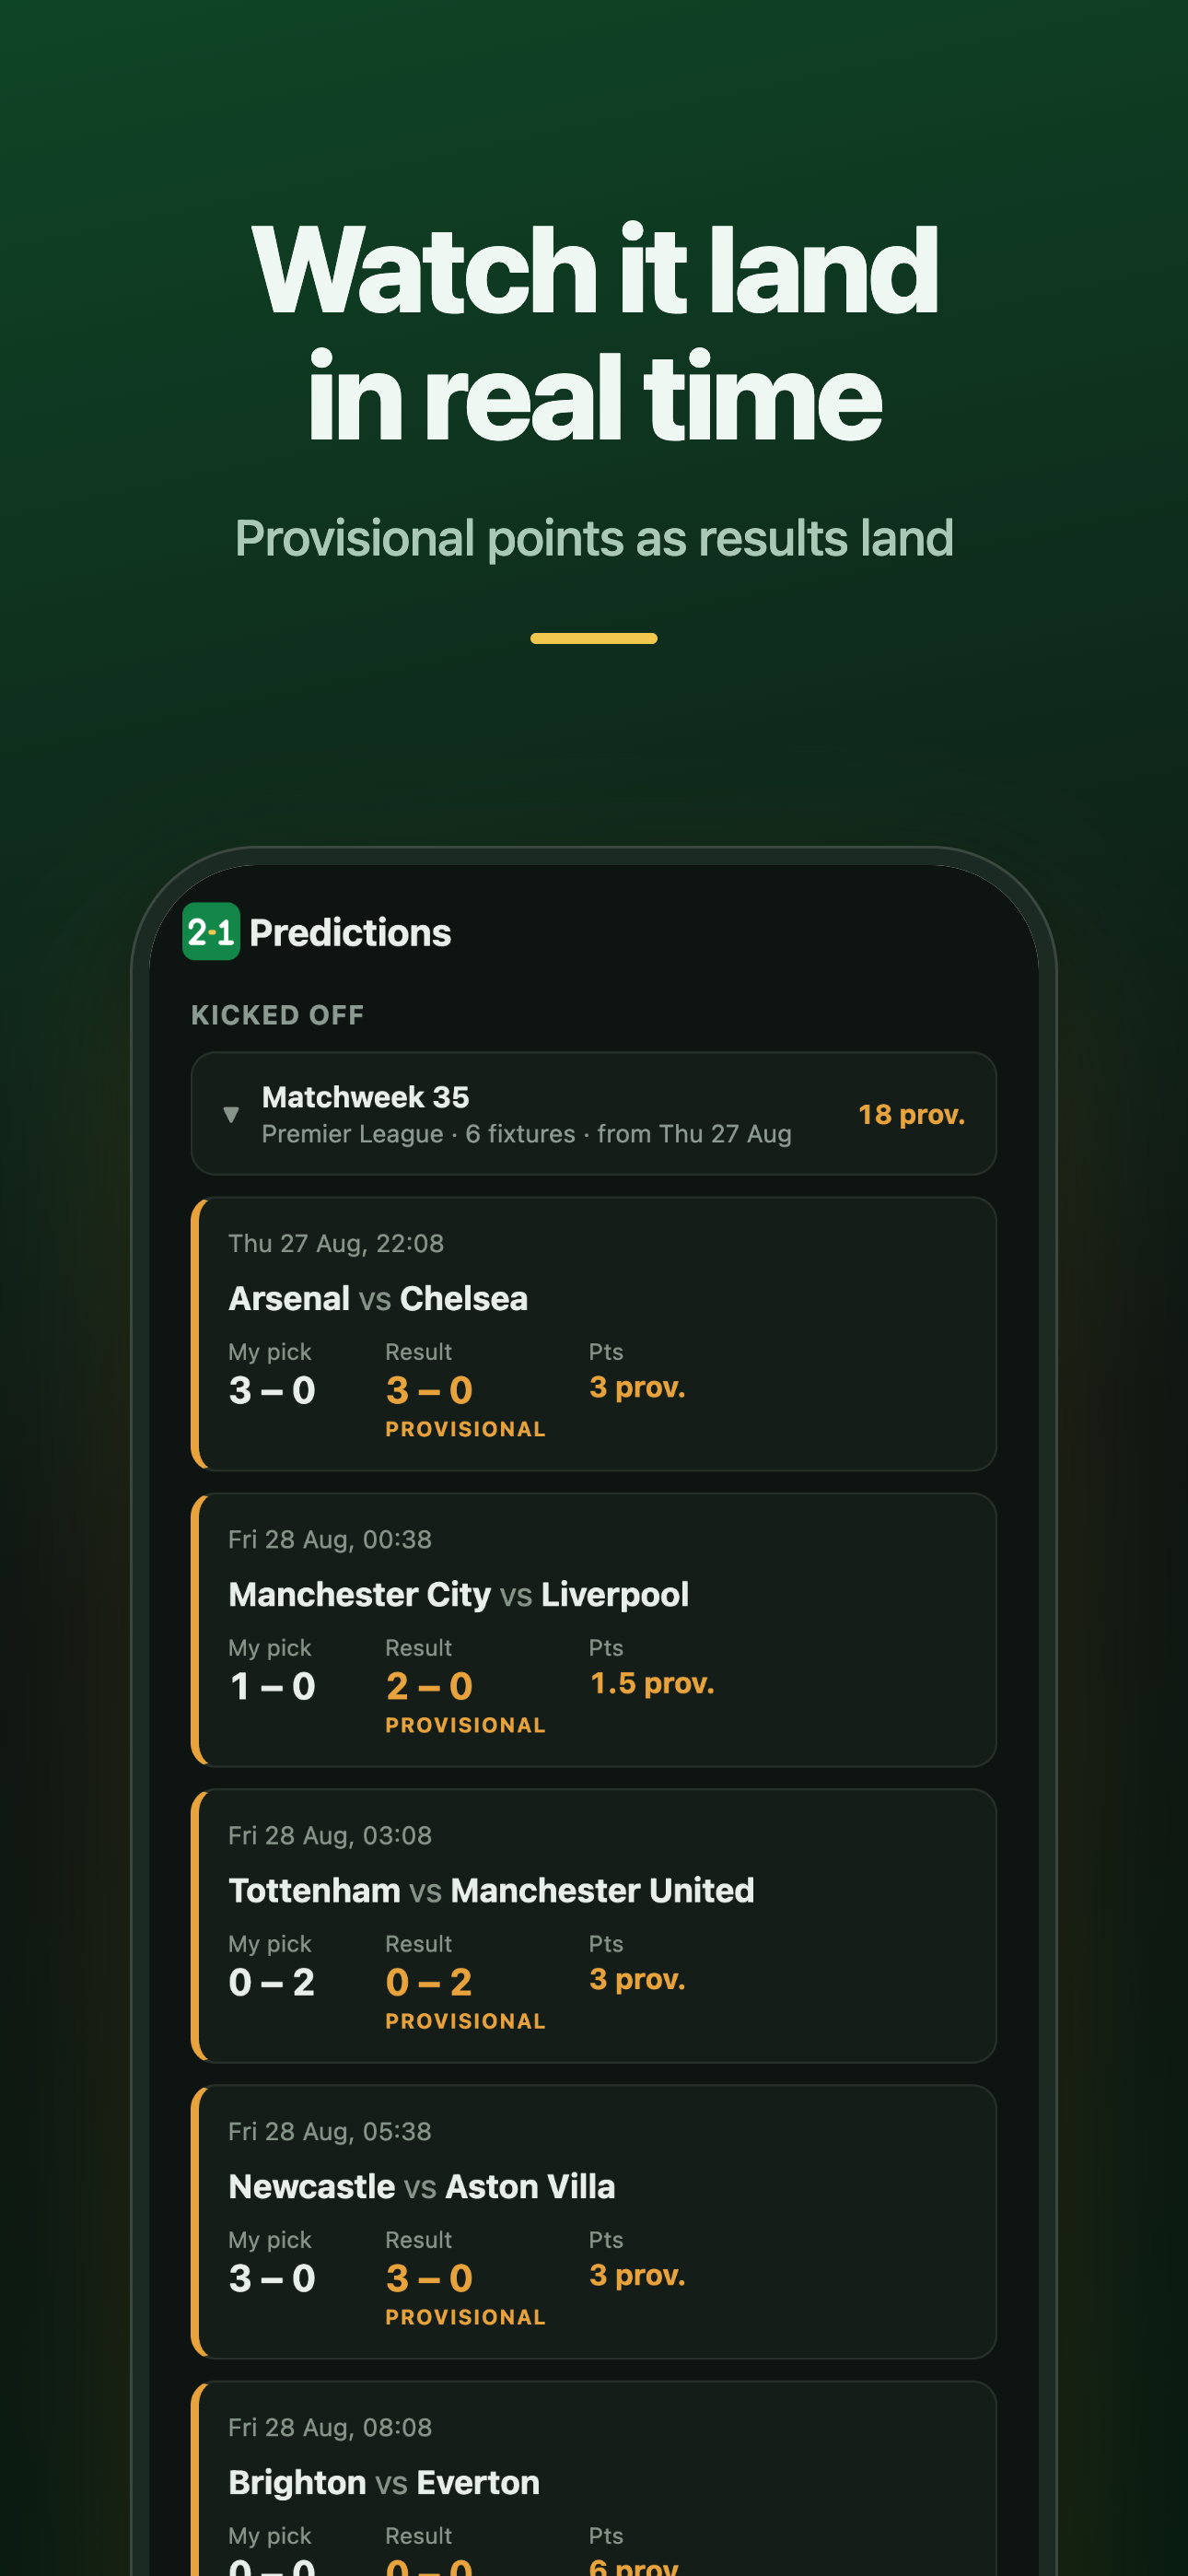 Watch it land
in real time
Provisional points as results land
2-1 Predictions
KICKED OFF
Matchweek 35
Premier League · 6 fixtures · from Thu 27 Aug
18 prov.
Thu 27 Aug, 22:08
Arsenal vs Chelsea
My pick Result Pts
3 – 0 3 – 0 3 prov.
PROVISIONAL
Fri 28 Aug, 00:38
Manchester City vs Liverpool
My pick Result Pts
1 – 0 2 – 0 1.5 prov.
PROVISIONAL
Fri 28 Aug, 03:08
Tottenham vs Manchester United
My pick Result Pts
0 – 2 0 – 2 3 prov.
PROVISIONAL
Fri 28 Aug, 05:38
Newcastle vs Aston Villa
My pick Result Pts
3 – 0 3 – 0 3 prov.
PROVISIONAL
Fri 28 Aug, 08:08
Brighton vs Everton
My pick Result Pts
0 – 0 0 – 0 6 prov.